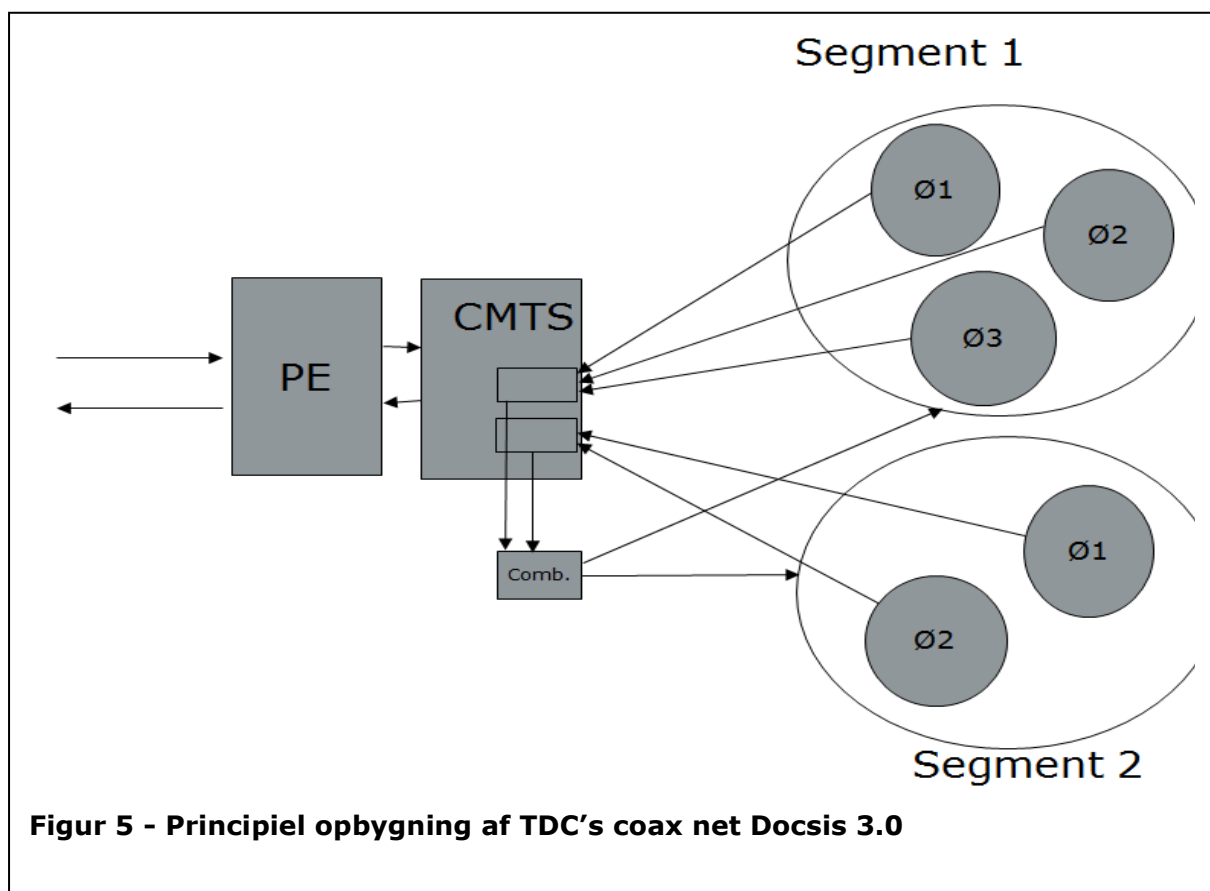 Segment 1
Ø1
Ø2
Ø3
CMTS
PE
Comb.
Ø1
Ø2
Segment 2
Figur 5 - Principiel opbygning af TDC’s coax net Docsis 3.0